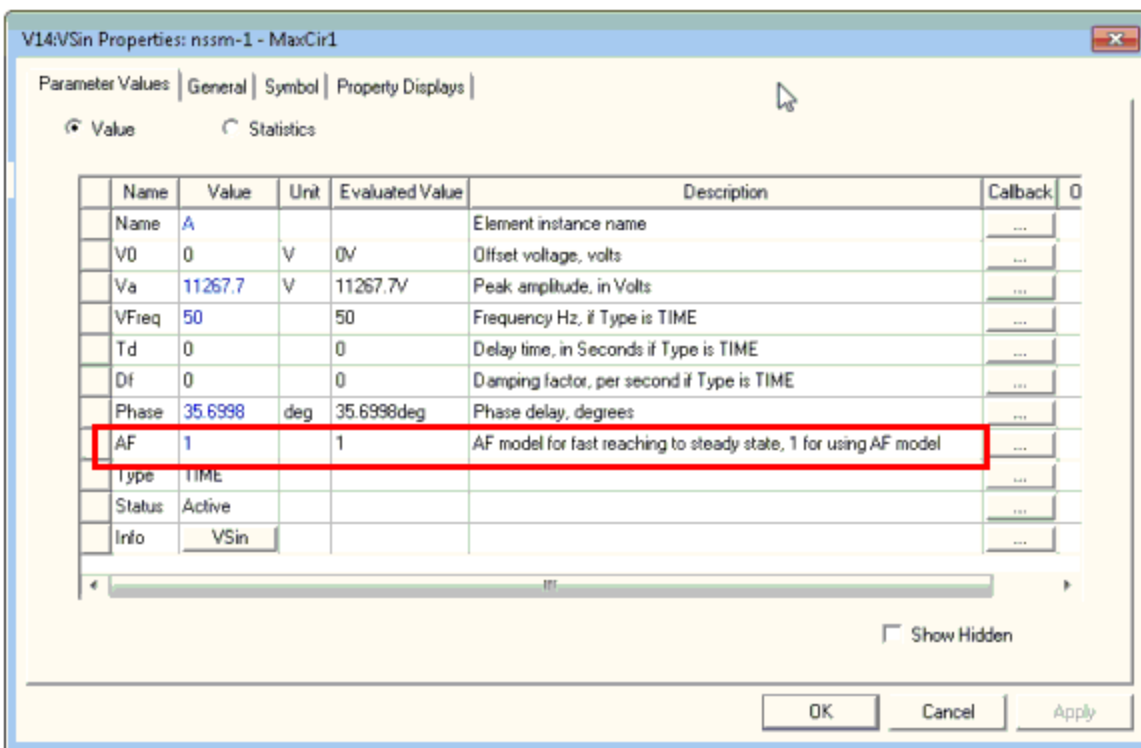 V14:VSin Properties: nssm-1 - MaxCir1
Parameter Values General Symbol Property Displays
Value Statistics
Name Value Unit Evaluated Value Description Callback O
Name A Element instance name ...
V0 0 V 0V Offset voltage, volts ...
Va 11267.7 V 11267.7V Peak amplitude, in Volts ...
VFreq 50 50 Frequency Hz, if Type is TIME ...
Td 0 0 Delay time, in Seconds if Type is TIME ...
Df 0 0 Damping factor, per second if Type is TIME ...
Phase 35.6998 deg 35.6998deg Phase delay, degrees ...
AF 1 1 AF model for fast reaching to steady state, 1 for using AF model ...
Type TIME ...
Status Active ...
Info VSin ...
Show Hidden
OK Cancel Apply